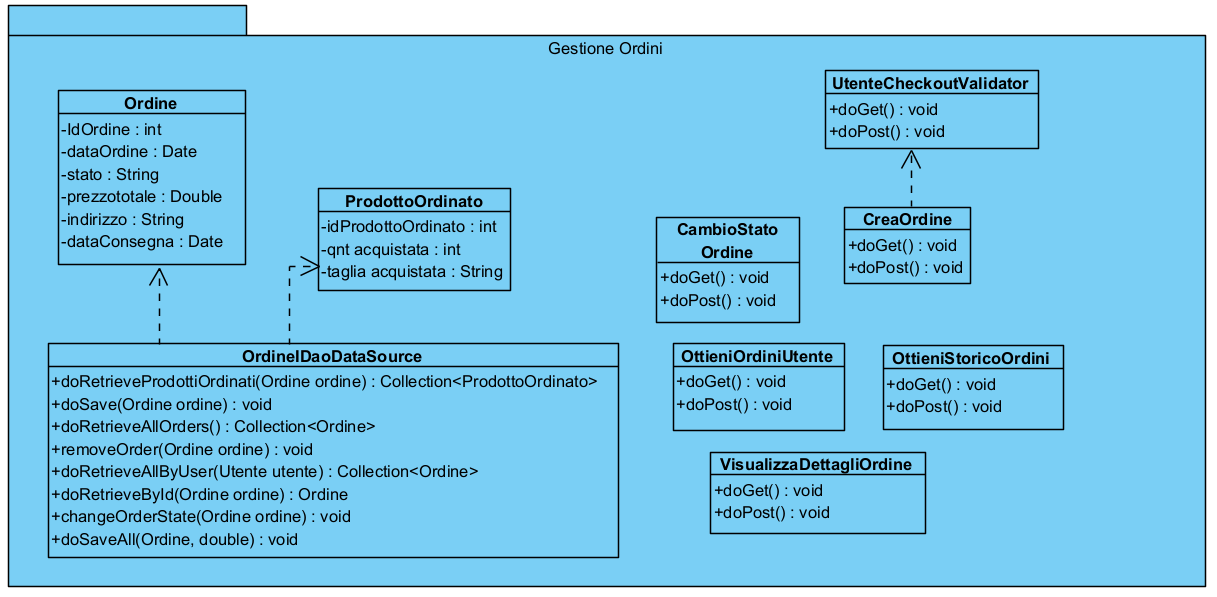 Gestione Ordini
Ordine
-IdOrdine : int
-dataOrdine : Date
-stato : String
-prezzototale : Double
-indirizzo : String
-dataConsegna : Date
ProdottoOrdinato
-idProdottoOrdinato : int
-qnt acquistata : int
-taglia acquistata : String
OrdineIDaoDataSource
+doRetrieveProdottiOrdinati(Ordine ordine) : Collection<ProdottoOrdinato>
+doSave(Ordine ordine) : void
+doRetrieveAllOrders() : Collection<Ordine>
+removeOrder(Ordine ordine) : void
+doRetrieveAllByUser(Utente utente) : Collection<Ordine>
+doRetrieveById(Ordine ordine) : Ordine
+changeOrderState(Ordine ordine) : void
+doSaveAll(Ordine, double) : void
UtenteCheckoutValidator
+doGet() : void
+doPost() : void
CreaOrdine
+doGet() : void
+doPost() : void
CambioStato
Ordine
+doGet() : void
+doPost() : void
OttieniOrdiniUtente
+doGet() : void
+doPost() : void
OttieniStoricoOrdini
+doGet() : void
+doPost() : void
VisualizzaDettagliOrdine
+doGet() : void
+doPost() : void